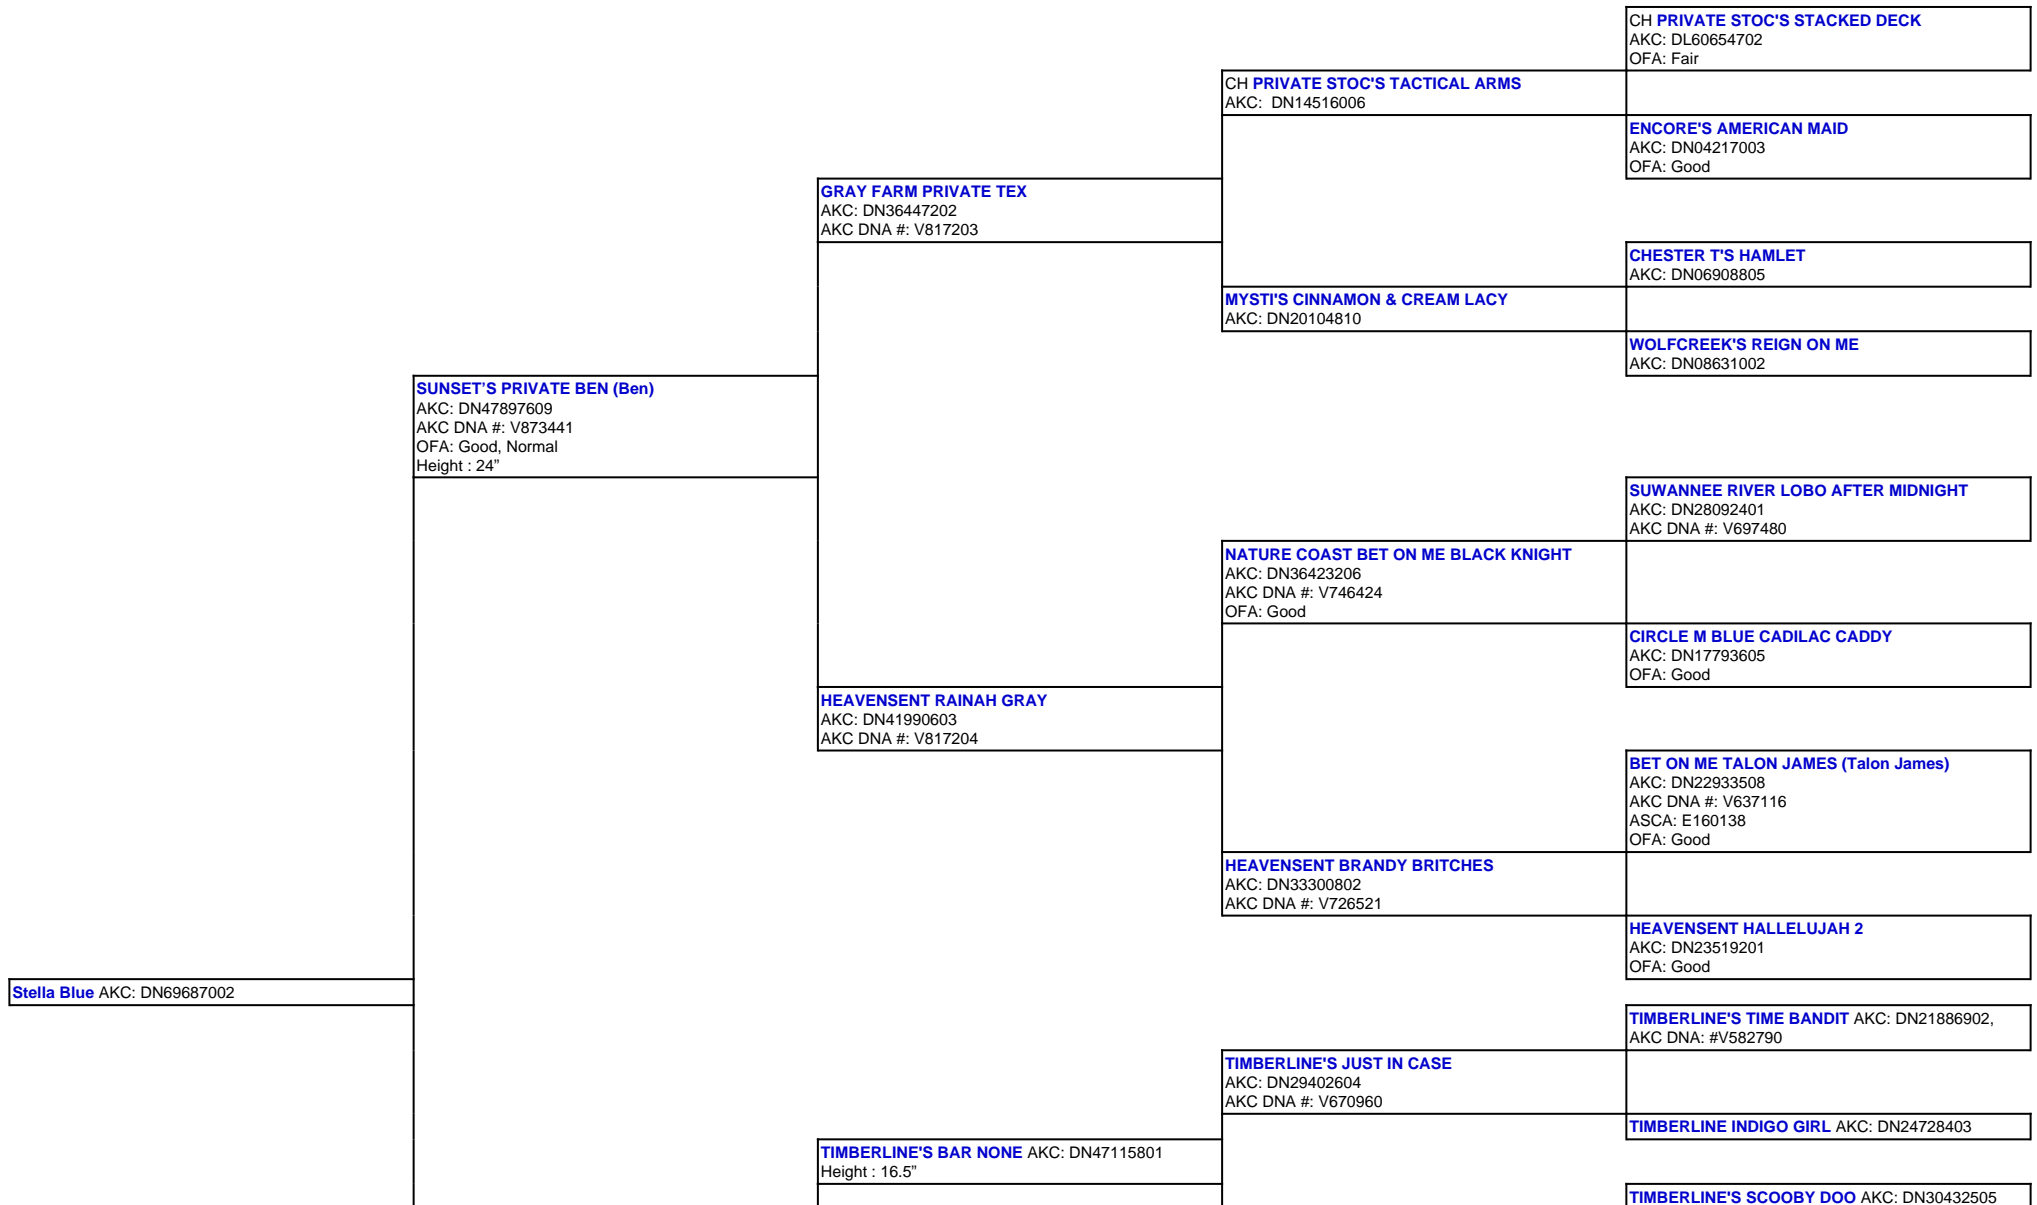 CH PRIVATE STOC'S STACKED DECK
AKC: DL60654702
OFA: Fair
CH PRIVATE STOC'S TACTICAL ARMS
AKC:  DN14516006
ENCORE'S AMERICAN MAID
AKC: DN04217003
OFA: Good
GRAY FARM PRIVATE TEX
AKC: DN36447202
AKC DNA #: V817203
CHESTER T'S HAMLET
AKC: DN06908805
MYSTI'S CINNAMON & CREAM LACY
AKC: DN20104810
WOLFCREEK'S REIGN ON ME
AKC: DN08631002
SUNSET’S PRIVATE BEN (Ben)
AKC: DN47897609
AKC DNA #: V873441
OFA: Good, Normal
Height : 24”
SUWANNEE RIVER LOBO AFTER MIDNIGHT
AKC: DN28092401
AKC DNA #: V697480
NATURE COAST BET ON ME BLACK KNIGHT
AKC: DN36423206
AKC DNA #: V746424
OFA: Good
CIRCLE M BLUE CADILAC CADDY
AKC: DN17793605
OFA: Good
HEAVENSENT RAINAH GRAY
AKC: DN41990603
AKC DNA #: V817204
BET ON ME TALON JAMES (Talon James)
AKC: DN22933508
AKC DNA #: V637116
ASCA: E160138
OFA: Good
HEAVENSENT BRANDY BRITCHES
AKC: DN33300802
AKC DNA #: V726521
HEAVENSENT HALLELUJAH 2
AKC: DN23519201
OFA: Good
Stella Blue AKC: DN69687002
TIMBERLINE'S TIME BANDIT AKC: DN21886902,
AKC DNA: #V582790
TIMBERLINE'S JUST IN CASE
AKC: DN29402604
AKC DNA #: V670960
TIMBERLINE INDIGO GIRL AKC: DN24728403
TIMBERLINE'S BAR NONE AKC: DN47115801
Height : 16.5”
TIMBERLINE'S SCOOBY DOO AKC: DN30432505